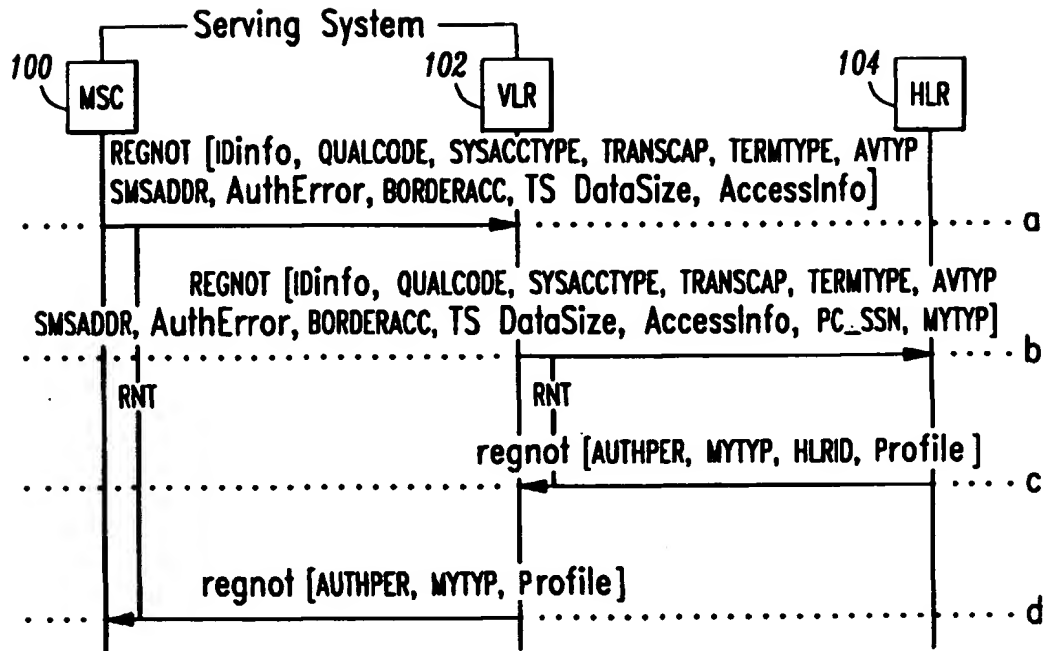 Serving System
100
102
104
MSC
VLR
HLR
REGNOT [IDinfo, QUALCODE, SYSACCTYPE, TRANSCAP, TERMTYPE, AVTYP
SMSADDR, AuthError, BORDERACC, TS DataSize, AccessInfo]
a
REGNOT [IDinfo, QUALCODE, SYSACCTYPE, TRANSCAP, TERMTYPE, AVTYP
SMSADDR, AuthError, BORDERACC, TS DataSize, AccessInfo, PC_SSN, MYTYP]
b
RNT
RNT
regnot [AUTHPER, MYTYP, HLRID, Profile ]
c
regnot [AUTHPER, MYTYP, Profile]
d